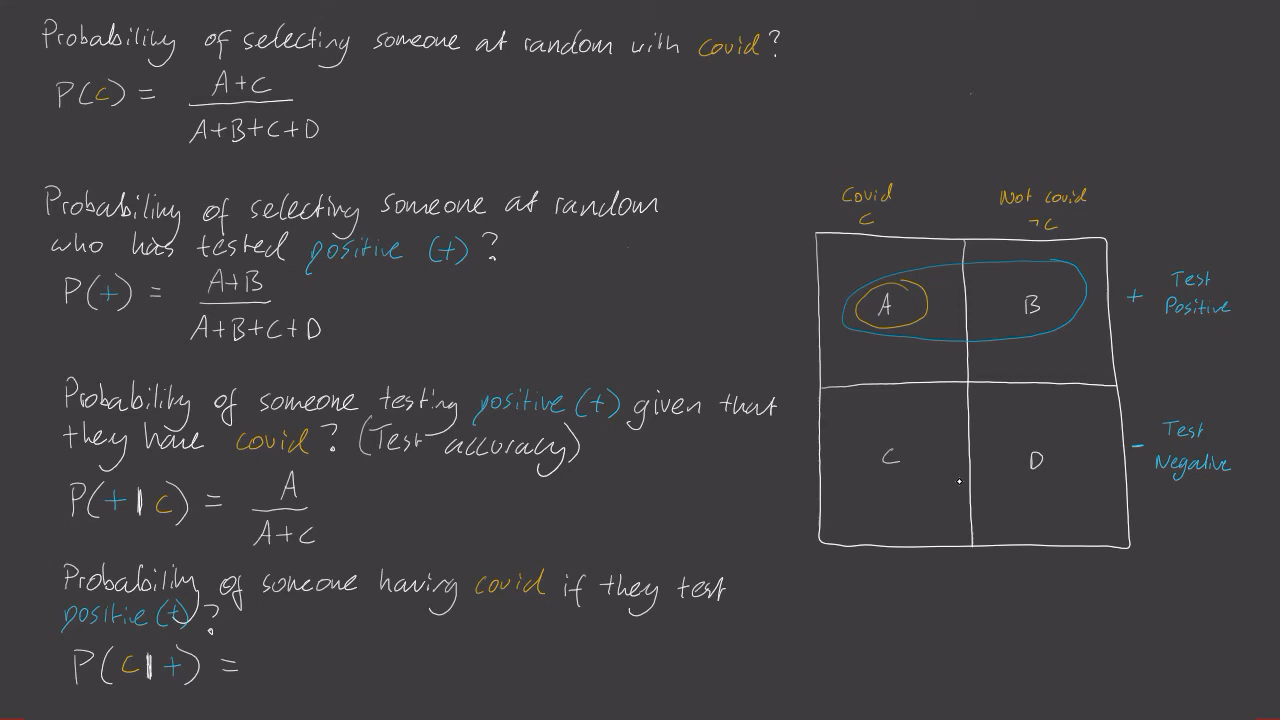 Probability of selecting someone at random with covid?
P(C) = A+C
A+B+C+D
Probability of selecting someone at random
who has tested positive (+)?
P(+) = A+B
A+B+C+D
Probability of someone testing positive (+) given that
they have covid? (Test accuracy)
P(+|C) = A
A+C
Probability of someone having covid if they test
positie (+)?
P(C|+) =
Covid
C
Not covid
¬C
A
B
+ Test
Positive
C
D
- Test
Negative